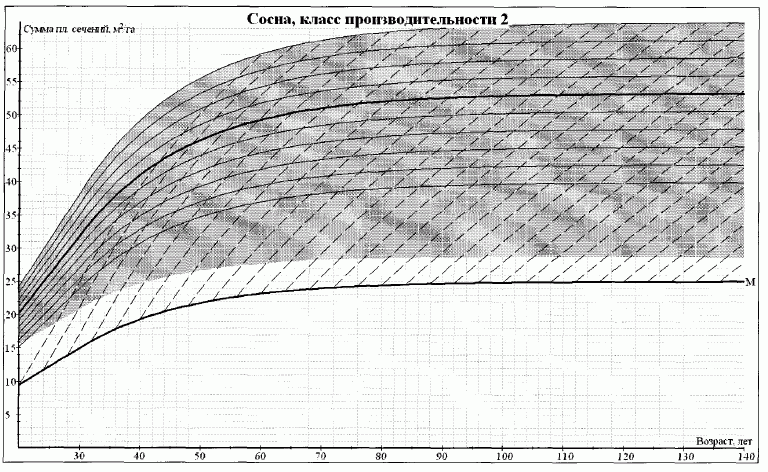 Сосна, класс производительности 2
Сумма пл. сечений, м²/га
60
55
50
45
40
35
30
25
М
20
15
10
5
Возраст, лет
30 40 50 60 70 80 90 100 110 120 130 140